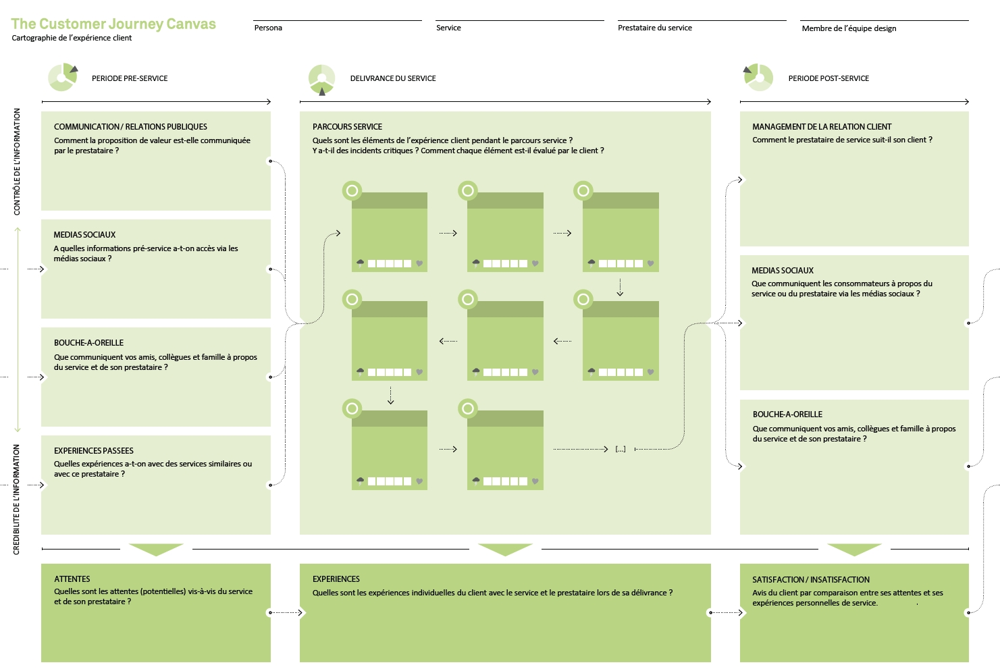 The Customer Journey Canvas
Cartographie de l'expérience client
Persona
Service
Prestataire du service
Membre de l'équipe design
PERIODE PRE-SERVICE
DELIVRANCE DU SERVICE
PERIODE POST-SERVICE
CONTRÔLE DE L'INFORMATION
CREDIBILITE DE L'INFORMATION
COMMUNICATION / RELATIONS PUBLIQUES
Comment la proposition de valeur est-elle communiquée
par le prestataire ?
MEDIAS SOCIAUX
A quelles informations pré-service a-t-on accès via les
médias sociaux ?
BOUCHE-A-OREILLE
Que communiquent vos amis, collègues et famille à propos
du service et de son prestataire ?
EXPERIENCES PASSEES
Quelles expériences a-t-on avec des services similaires ou
avec ce prestataire ?
PARCOURS SERVICE
Quels sont les éléments de l'expérience client pendant le parcours service ?
Y a-t-il des incidents critiques ? Comment chaque élément est-il évalué par le client ?
[...]
MANAGEMENT DE LA RELATION CLIENT
Comment le prestataire de service suit-il son client ?
MEDIAS SOCIAUX
Que communiquent les consommateurs à propos du
service ou du prestataire via les médias sociaux ?
BOUCHE-A-OREILLE
Que communiquent vos amis, collègues et famille à propos
du service et de son prestataire ?
ATTENTES
Quelles sont les attentes (potentielles) vis-à-vis du service
et de son prestataire ?
EXPERIENCES
Quelles sont les expériences individuelles du client avec le service et le prestataire lors de sa délivrance ?
SATISFACTION / INSATISFACTION
Avis du client par comparaison entre ses attentes et ses
expériences personnelles de service.